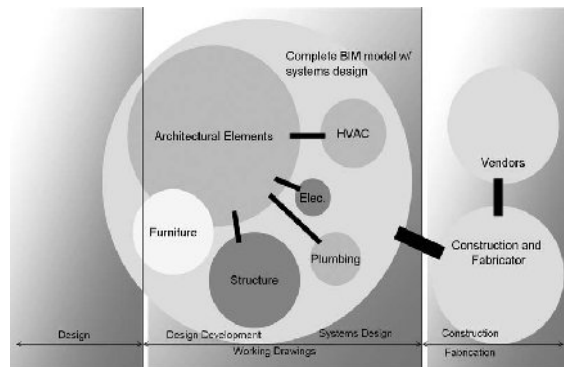 Complete BIM model w/
systems design
Architectural Elements
HVAC
Vendors
Elec.
Furniture
Construction and
Fabricator
Plumbing
Structure
Design
Design Development
Systems Design
Construction
Working Drawings
Fabrication